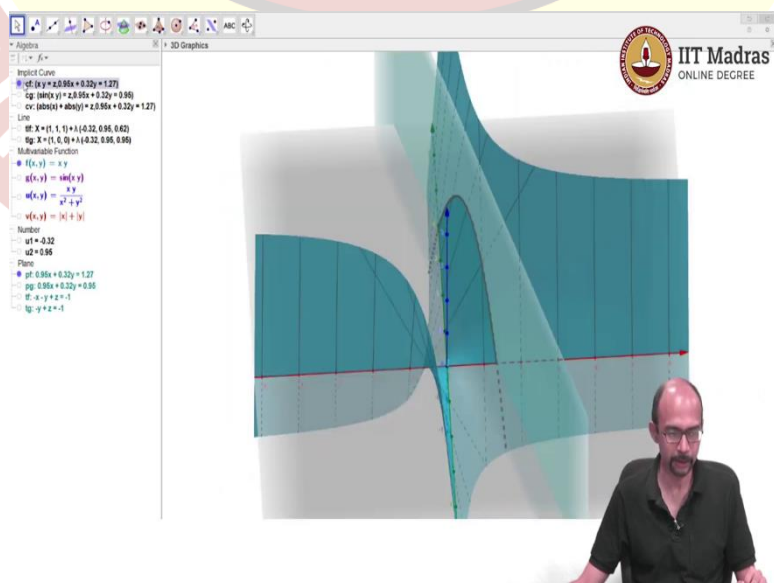 ABC
Algebra
3D Graphics
IIT Madras
ONLINE DEGREE
Implicit Curve
cf: (x y = z,0.95x + 0.32y = 1.27)
cg: (sin(x y) = z,0.95x + 0.32y = 0.95)
cv: (abs(x) + abs(y) = z,0.95x + 0.32y = 1.27)
Line
tlf: X = (1, 1, 1) + λ (-0.32, 0.95, 0.62)
tlg: X = (1, 0, 0) + λ (-0.32, 0.95, 0.95)
Multivariable Function
f(x, y) = x y
g(x, y) = sin(x y)
u(x, y) = x y / x² + y²
v(x, y) = |x| + |y|
Number
u1 = -0.32
u2 = 0.95
Plane
pf: 0.95x + 0.32y = 1.27
pg: 0.95x + 0.32y = 0.95
tf: -x - y + z = -1
tg: -y + z = -1